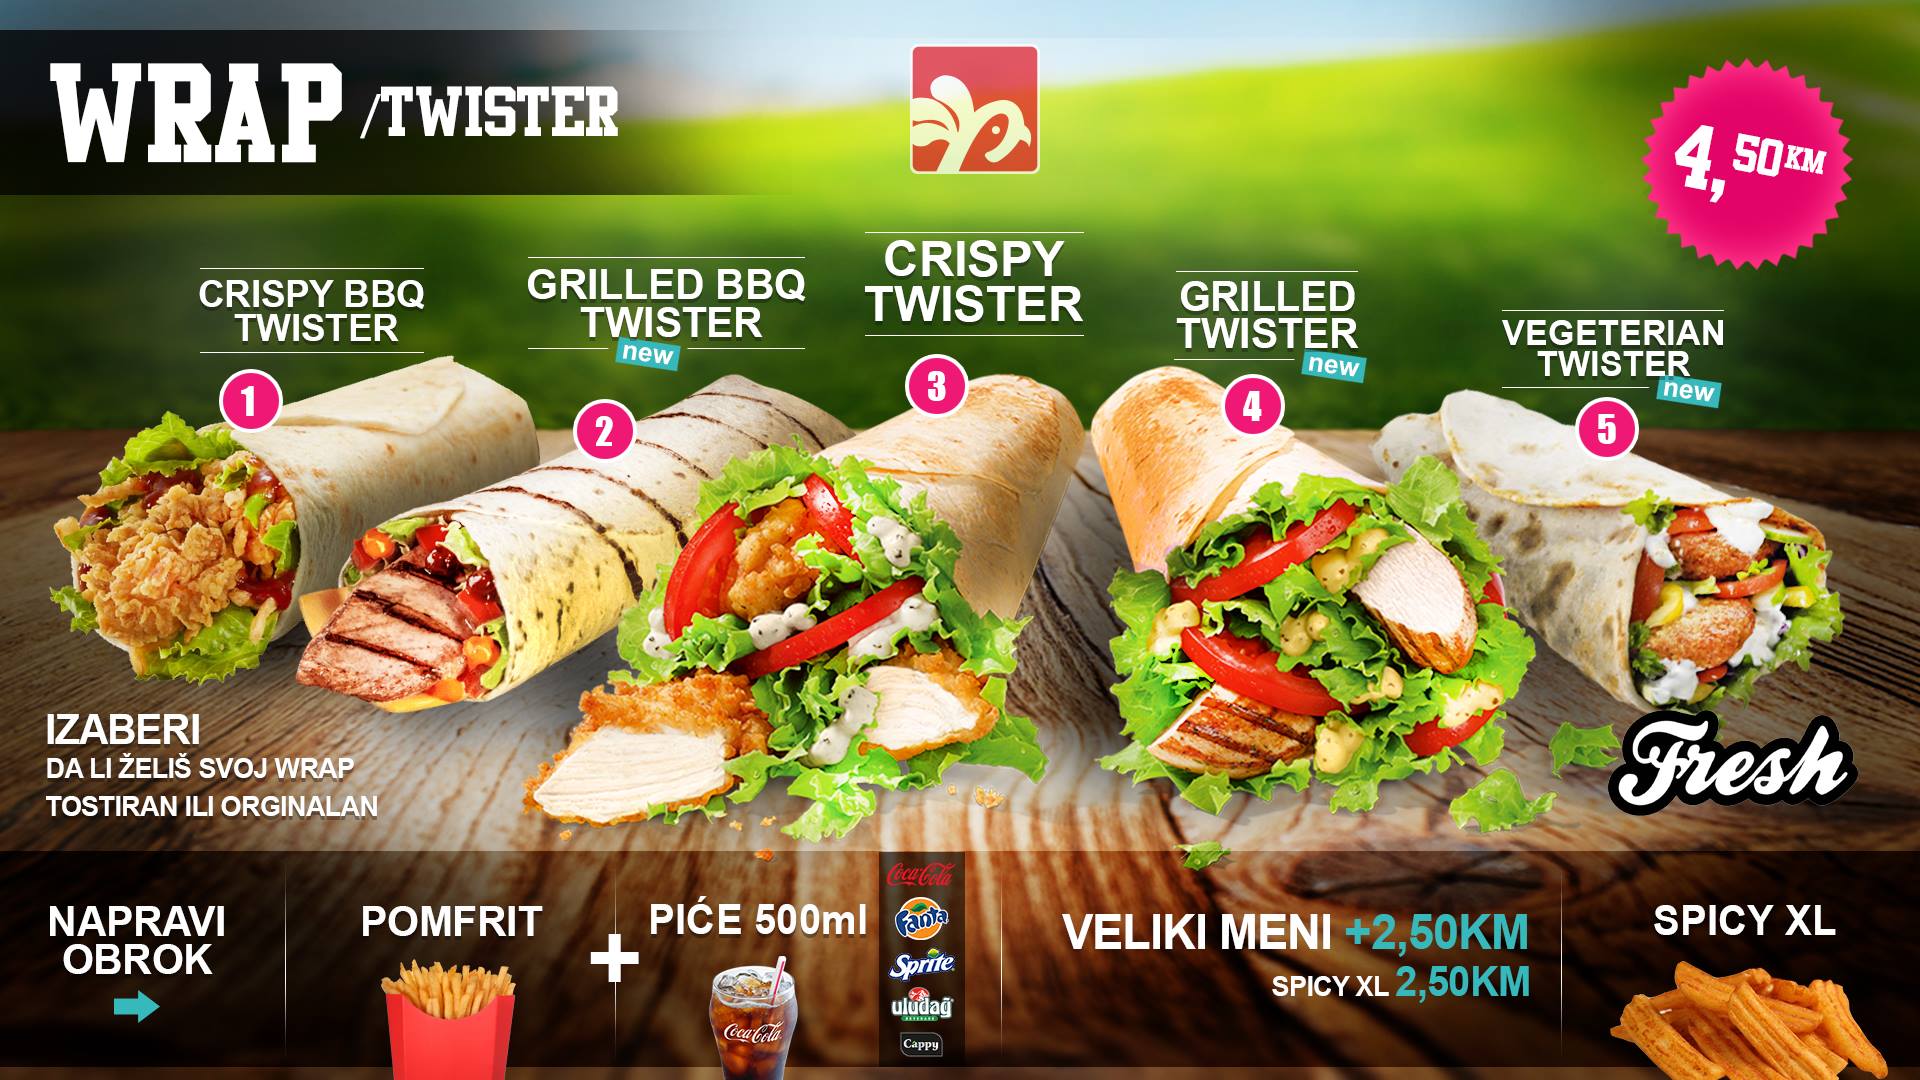 WRAP /TWISTER
4,50KM
CRISPY BBQ
TWISTER
1
GRILLED BBQ
TWISTER
new
2
CRISPY
TWISTER
3
GRILLED
TWISTER
new
4
VEGETERIAN
TWISTER
new
5
IZABERI
DA LI ŽELIŠ SVOJ WRAP
TOSTIRAN ILI ORGINALAN
Fresh
NAPRAVI
OBROK
POMFRIT
+
PIĆE 500ml
Coca-Cola
Coca-Cola
Fanta
Sprite
uludağ
Cappy
VELIKI MENI +2,50KM
SPICY XL 2,50KM
SPICY XL